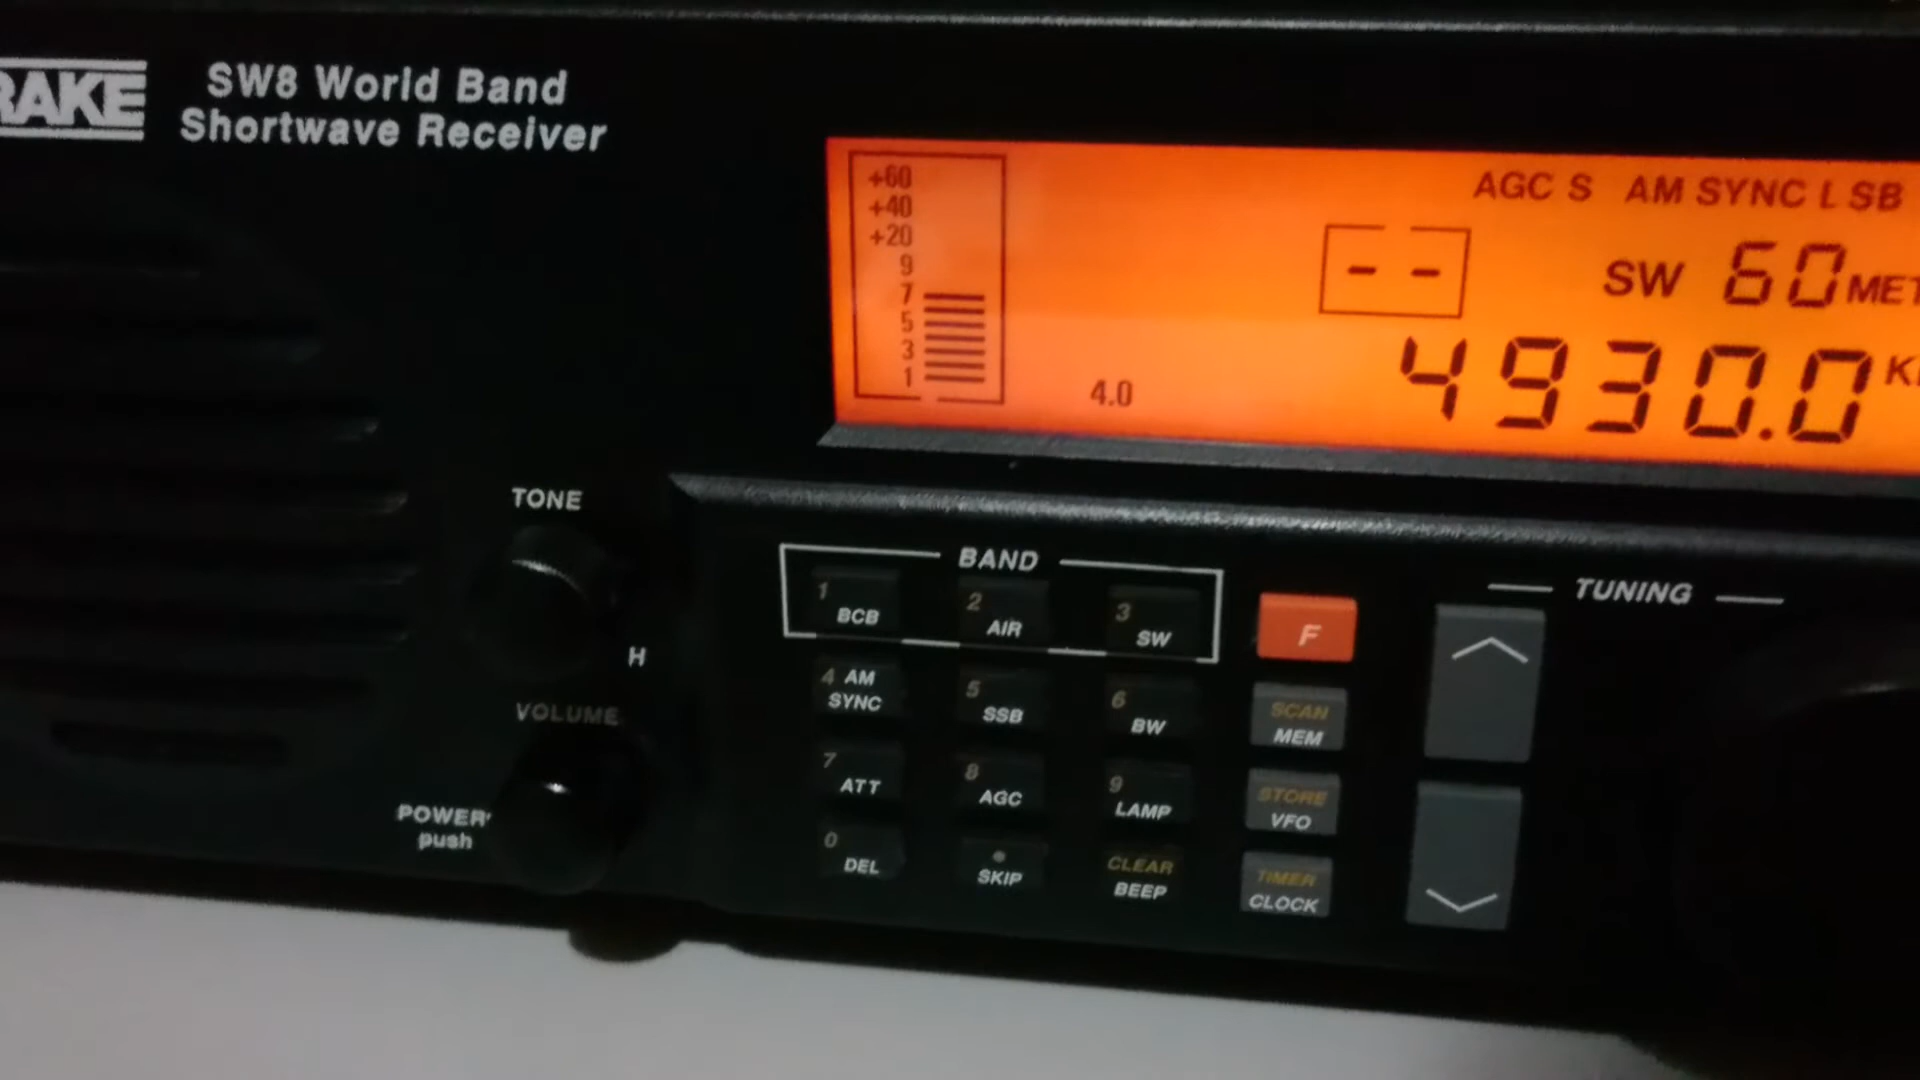 RAKE
SW8 World Band
Shortwave Receiver
+60
+40
+20
9
7
5
3
1
4.0
AGC S AM SYNC L SB
- -
SW 60 MET
4930.0 K
TONE
H
VOLUME
POWER
push
BAND
1 BCB
2 AIR
3 SW
F
4 AM SYNC
5 SSB
6 BW
SCAN
MEM
7 ATT
8 AGC
9 LAMP
STORE
VFO
0 DEL
• SKIP
CLEAR
BEEP
TIMER
CLOCK
TUNING